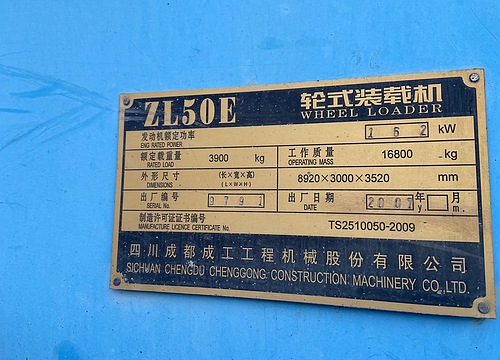 ZL50E 轮式装载机
WHEEL LOADER
发动机额定功率 162 kW
ENG RATED POWER
额定载重量 3900 kg 工作质量 16800 kg
RATED LOAD OPERATING MASS
外形尺寸 (长×宽×高) 8920×3000×3520 mm
DIMENSIONS (L×W×H)
出厂编号 9791 出厂日期 2007 年 月
SERIAL No. DATE y. m.
制造许可证证书编号 TS2510050-2009
MANUFACTURE LICENCE CERTIFICATE No.
四川成都成工工程机械股份有限公司
SICHUAN CHENGDU CHENGGONG CONSTRUCTION MACHINERY CO.,LTD.